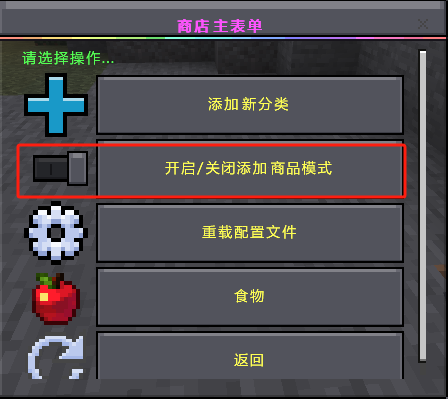 商店主表单
请选择操作...
添加新分类
开启/关闭添加商品模式
重载配置文件
食物
返回